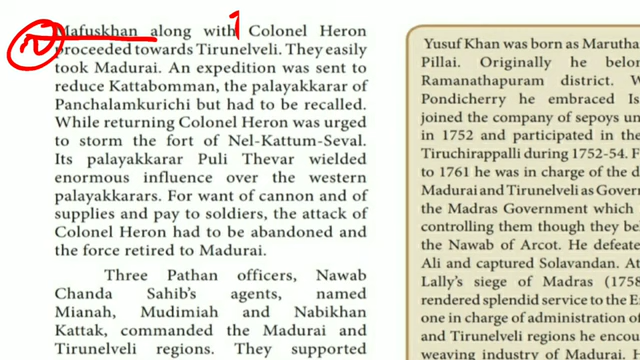 Mafuskhan along with Colonel Heron
proceeded towards Tirunelveli. They easily
took Madurai. An expedition was sent to
reduce Kattabomman, the palayakkarar of
Panchalamkurichi but had to be recalled.
While returning Colonel Heron was urged
to storm the fort of Nel-Kattum-Seval.
Its palayakkarar Puli Thevar wielded
enormous influence over the western
palayakkarars. For want of cannon and of
supplies and pay to soldiers, the attack of
Colonel Heron had to be abandoned and
the force retired to Madurai.
Three Pathan officers, Nawab
Chanda Sahib's agents, named
Mianah, Mudimiah and Nabikhan
Kattak, commanded the Madurai and
Tirunelveli regions. They supported
Yusuf Khan was born as Marutha
Pillai. Originally he belon
Ramanathapuram district. W
Pondicherry he embraced Is
joined the company of sepoys un
in 1752 and participated in the
Tiruchirappalli during 1752-54. F
to 1761 he was in charge of the d
Madurai and Tirunelveli as Govern
the Madras Government which
controlling them though they bel
the Nawab of Arcot. He defeate
Ali and captured Solavandan. At
Lally's siege of Madras (1758
rendered splendid service to the E
one in charge of administration of
and Tirunelveli regions he encou
weaving industry of Madurai. H